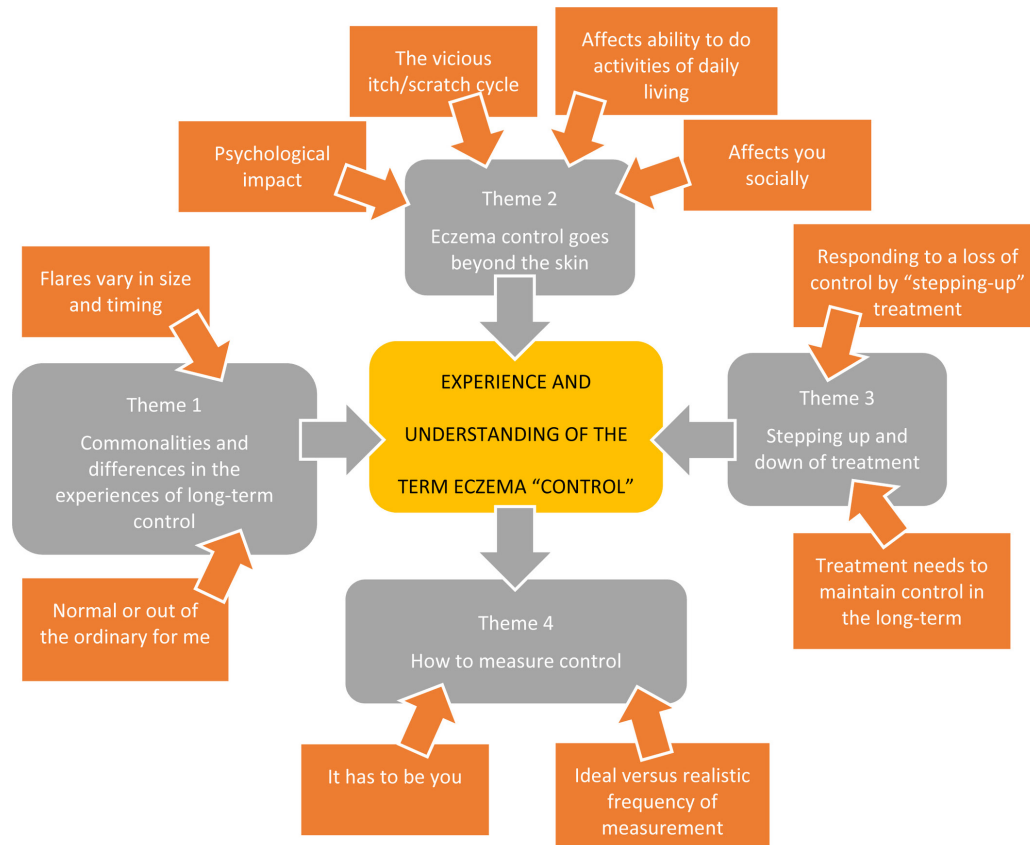 The vicious
itch/scratch cycle
Affects ability to do
activities of daily
living
Psychological
impact
Affects you
socially
Theme 2
Eczema control goes
beyond the skin
Flares vary in size
and timing
Responding to a loss of
control by “stepping-up”
treatment
Theme 1
Commonalities and
differences in the
experiences of long-term
control
EXPERIENCE AND
UNDERSTANDING OF THE
TERM ECZEMA “CONTROL”
Theme 3
Stepping up and
down of treatment
Normal or out of
the ordinary for me
Treatment needs to
maintain control in
the long-term
Theme 4
How to measure control
It has to be you
Ideal versus realistic
frequency of
measurement